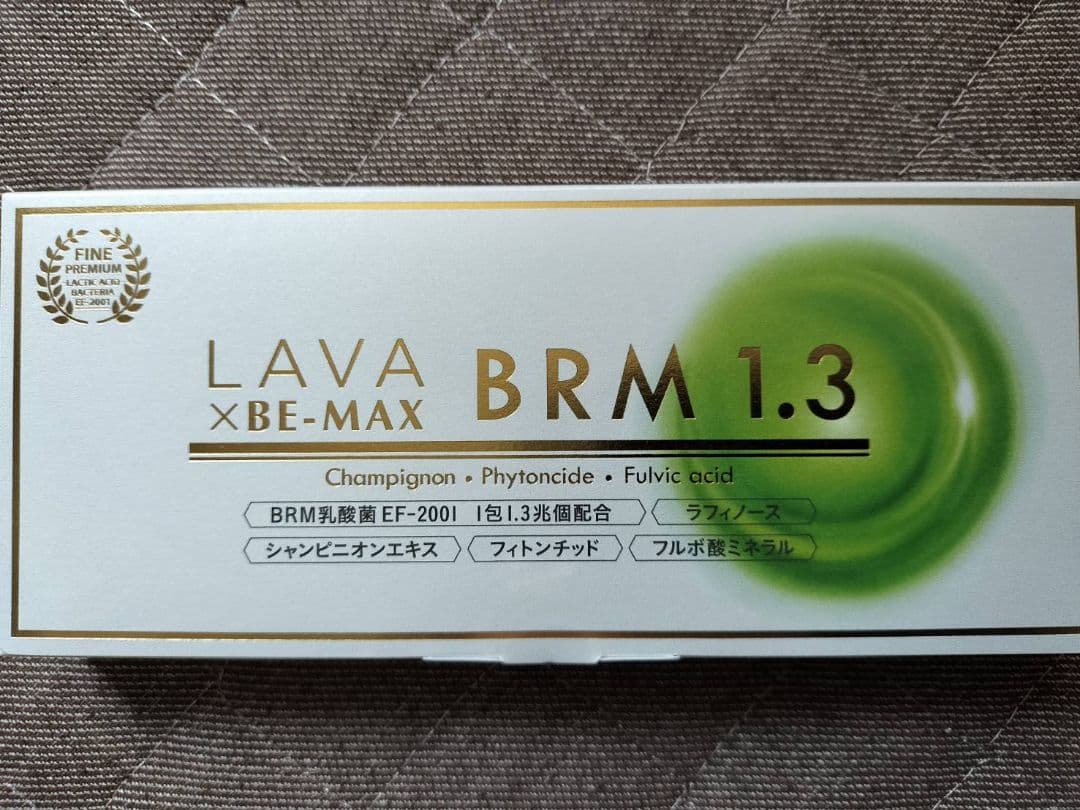 FINE
PREMIUM
LACTIC ACID
BACTERIA
EF-2001
LAVA
×BE-MAX
BRM 1.3
Champignon • Phytoncide • Fulvic acid
BRM乳酸菌EF-2001 1包1.3兆個配合
ラフィノース
シャンピニオンエキス
フィトンチッド
フルボ酸ミネラル